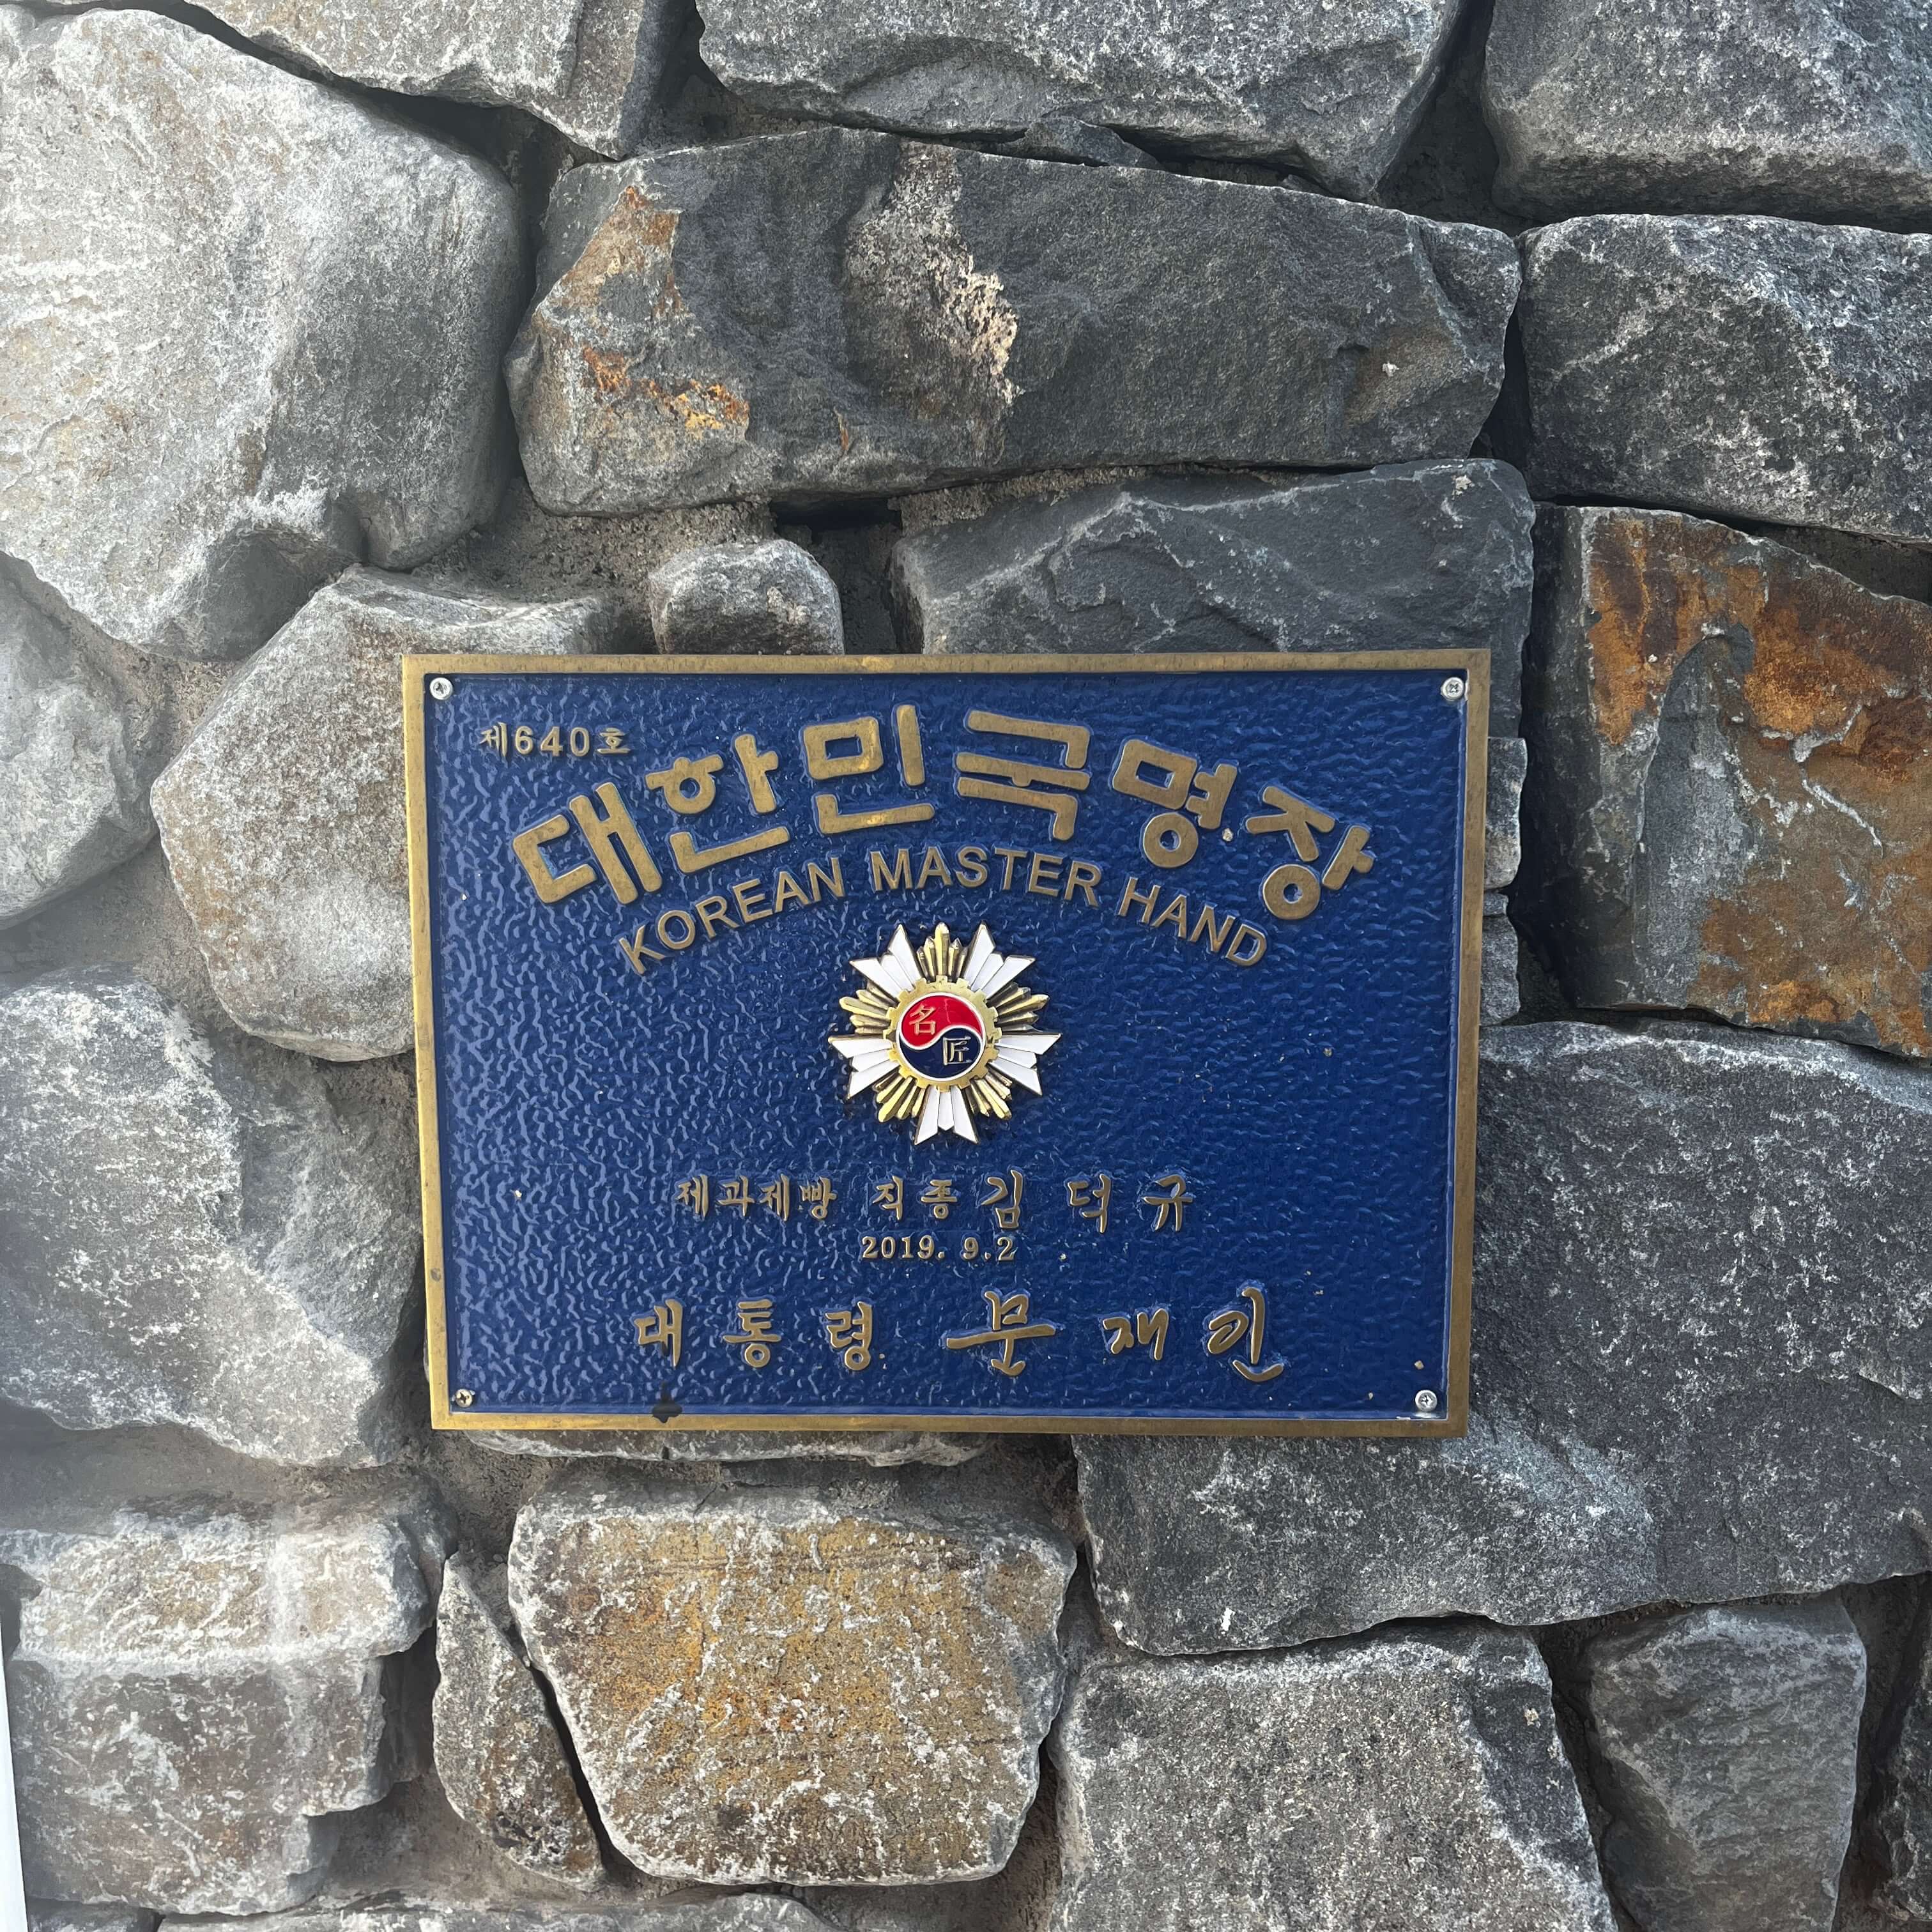 제640호
대한민국명장
KOREAN MASTER HAND
名
匠
제과제빵 직종 김덕규
2019. 9.2
대통령 문재인